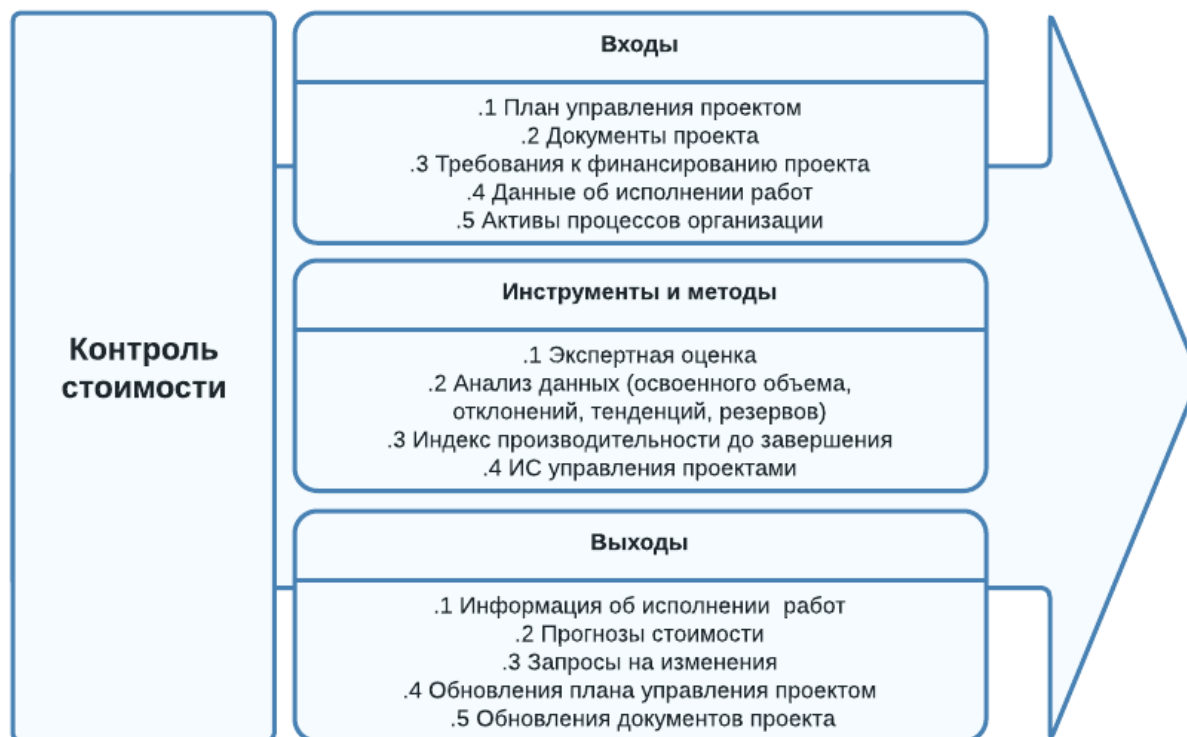 Контроль
стоимости
Входы
.1 План управления проектом
.2 Документы проекта
.3 Требования к финансированию проекта
.4 Данные об исполнении работ
.5 Активы процессов организации
Инструменты и методы
.1 Экспертная оценка
.2 Анализ данных (освоенного объема,
отклонений, тенденций, резервов)
.3 Индекс производительности до завершения
.4 ИС управления проектами
Выходы
.1 Информация об исполнении  работ
.2 Прогнозы стоимости
.3 Запросы на изменения
.4 Обновления плана управления проектом
.5 Обновления документов проекта